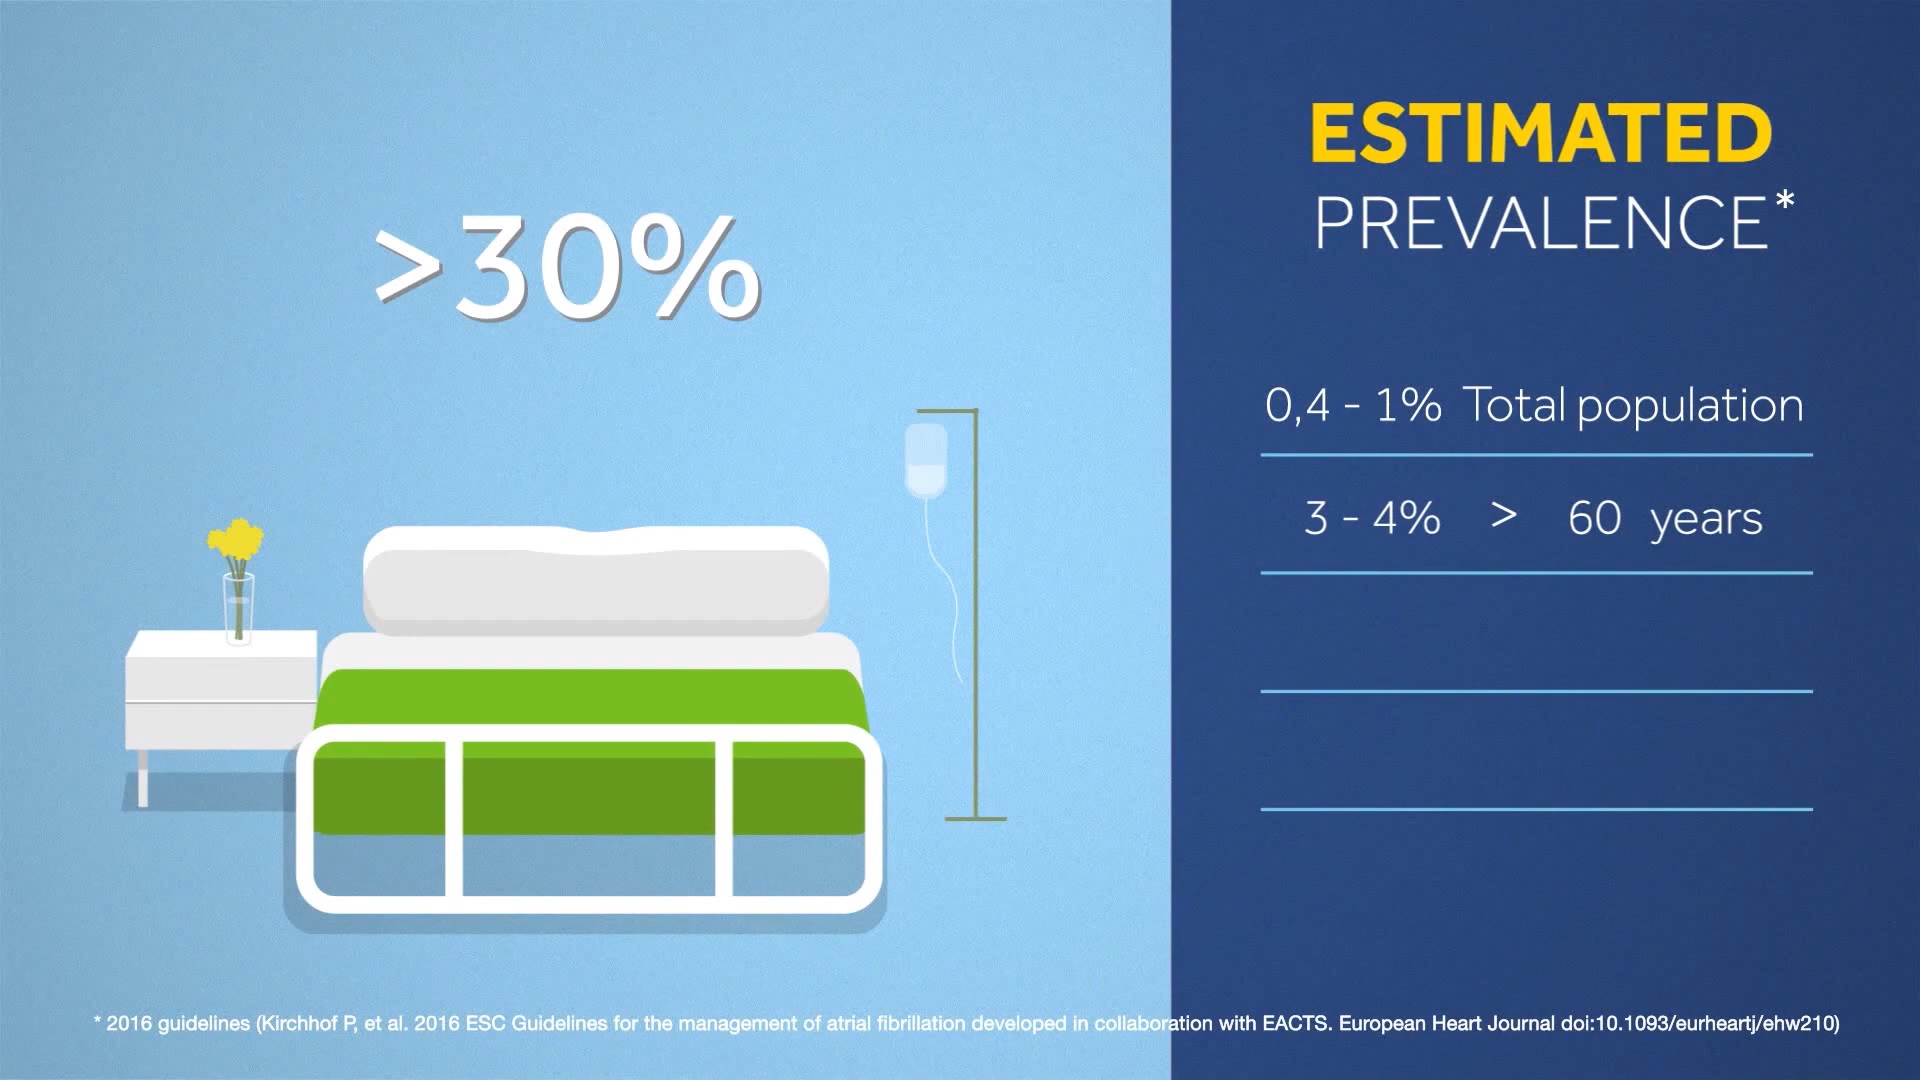 >30%
ESTIMATED
PREVALENCE*
0,4 - 1% Total population
3 - 4% > 60 years
* 2016 guidelines (Kirchhof P, et al. 2016 ESC Guidelines for the management of atrial fibrillation developed in collaboration with EACTS. European Heart Journal doi:10.1093/eurheartj/ehw210)